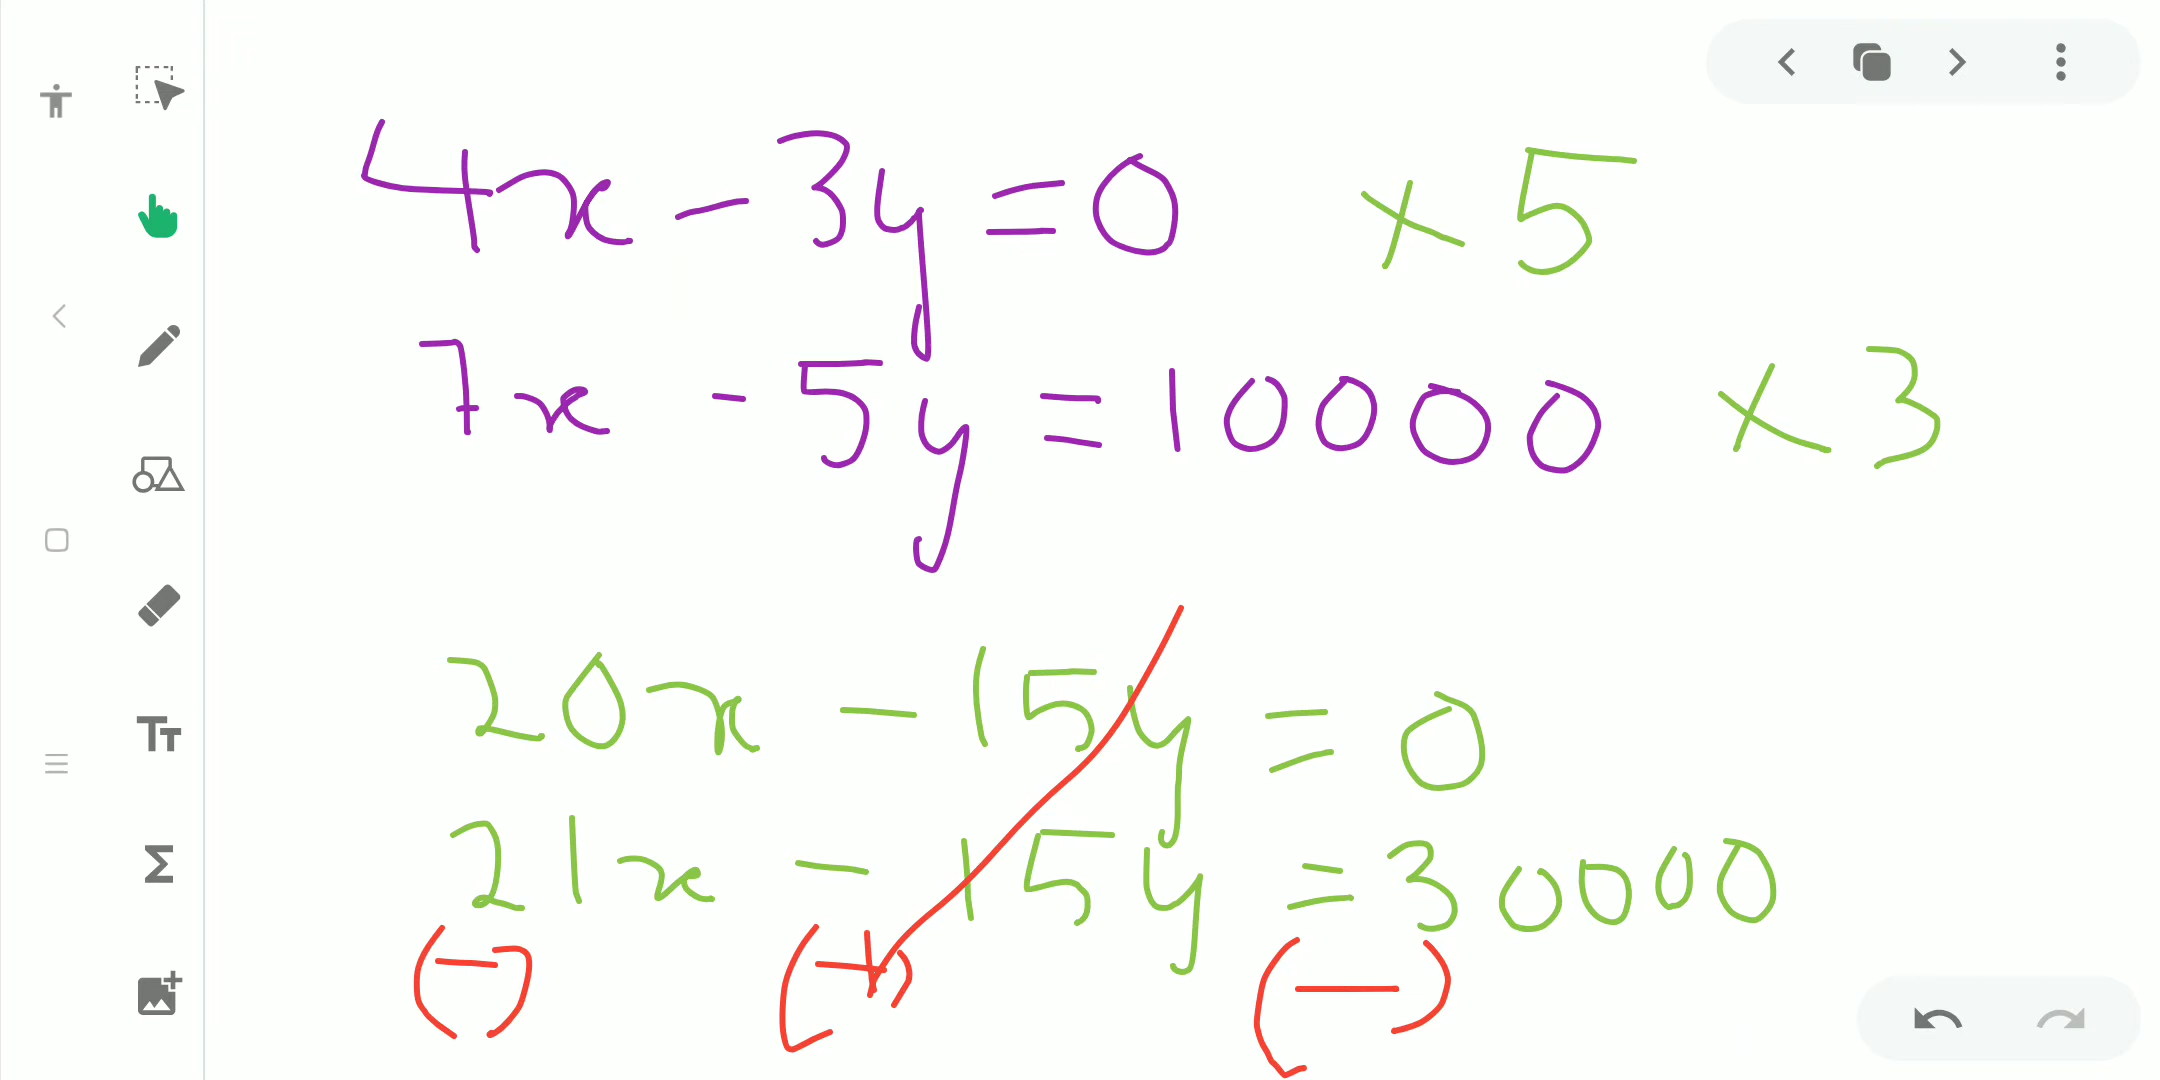 4x - 3y = 0 × 5
7x - 5y = 10000 × 3
20x - 15y = 0
21x - 15y = 30000
(-) (+) (-)